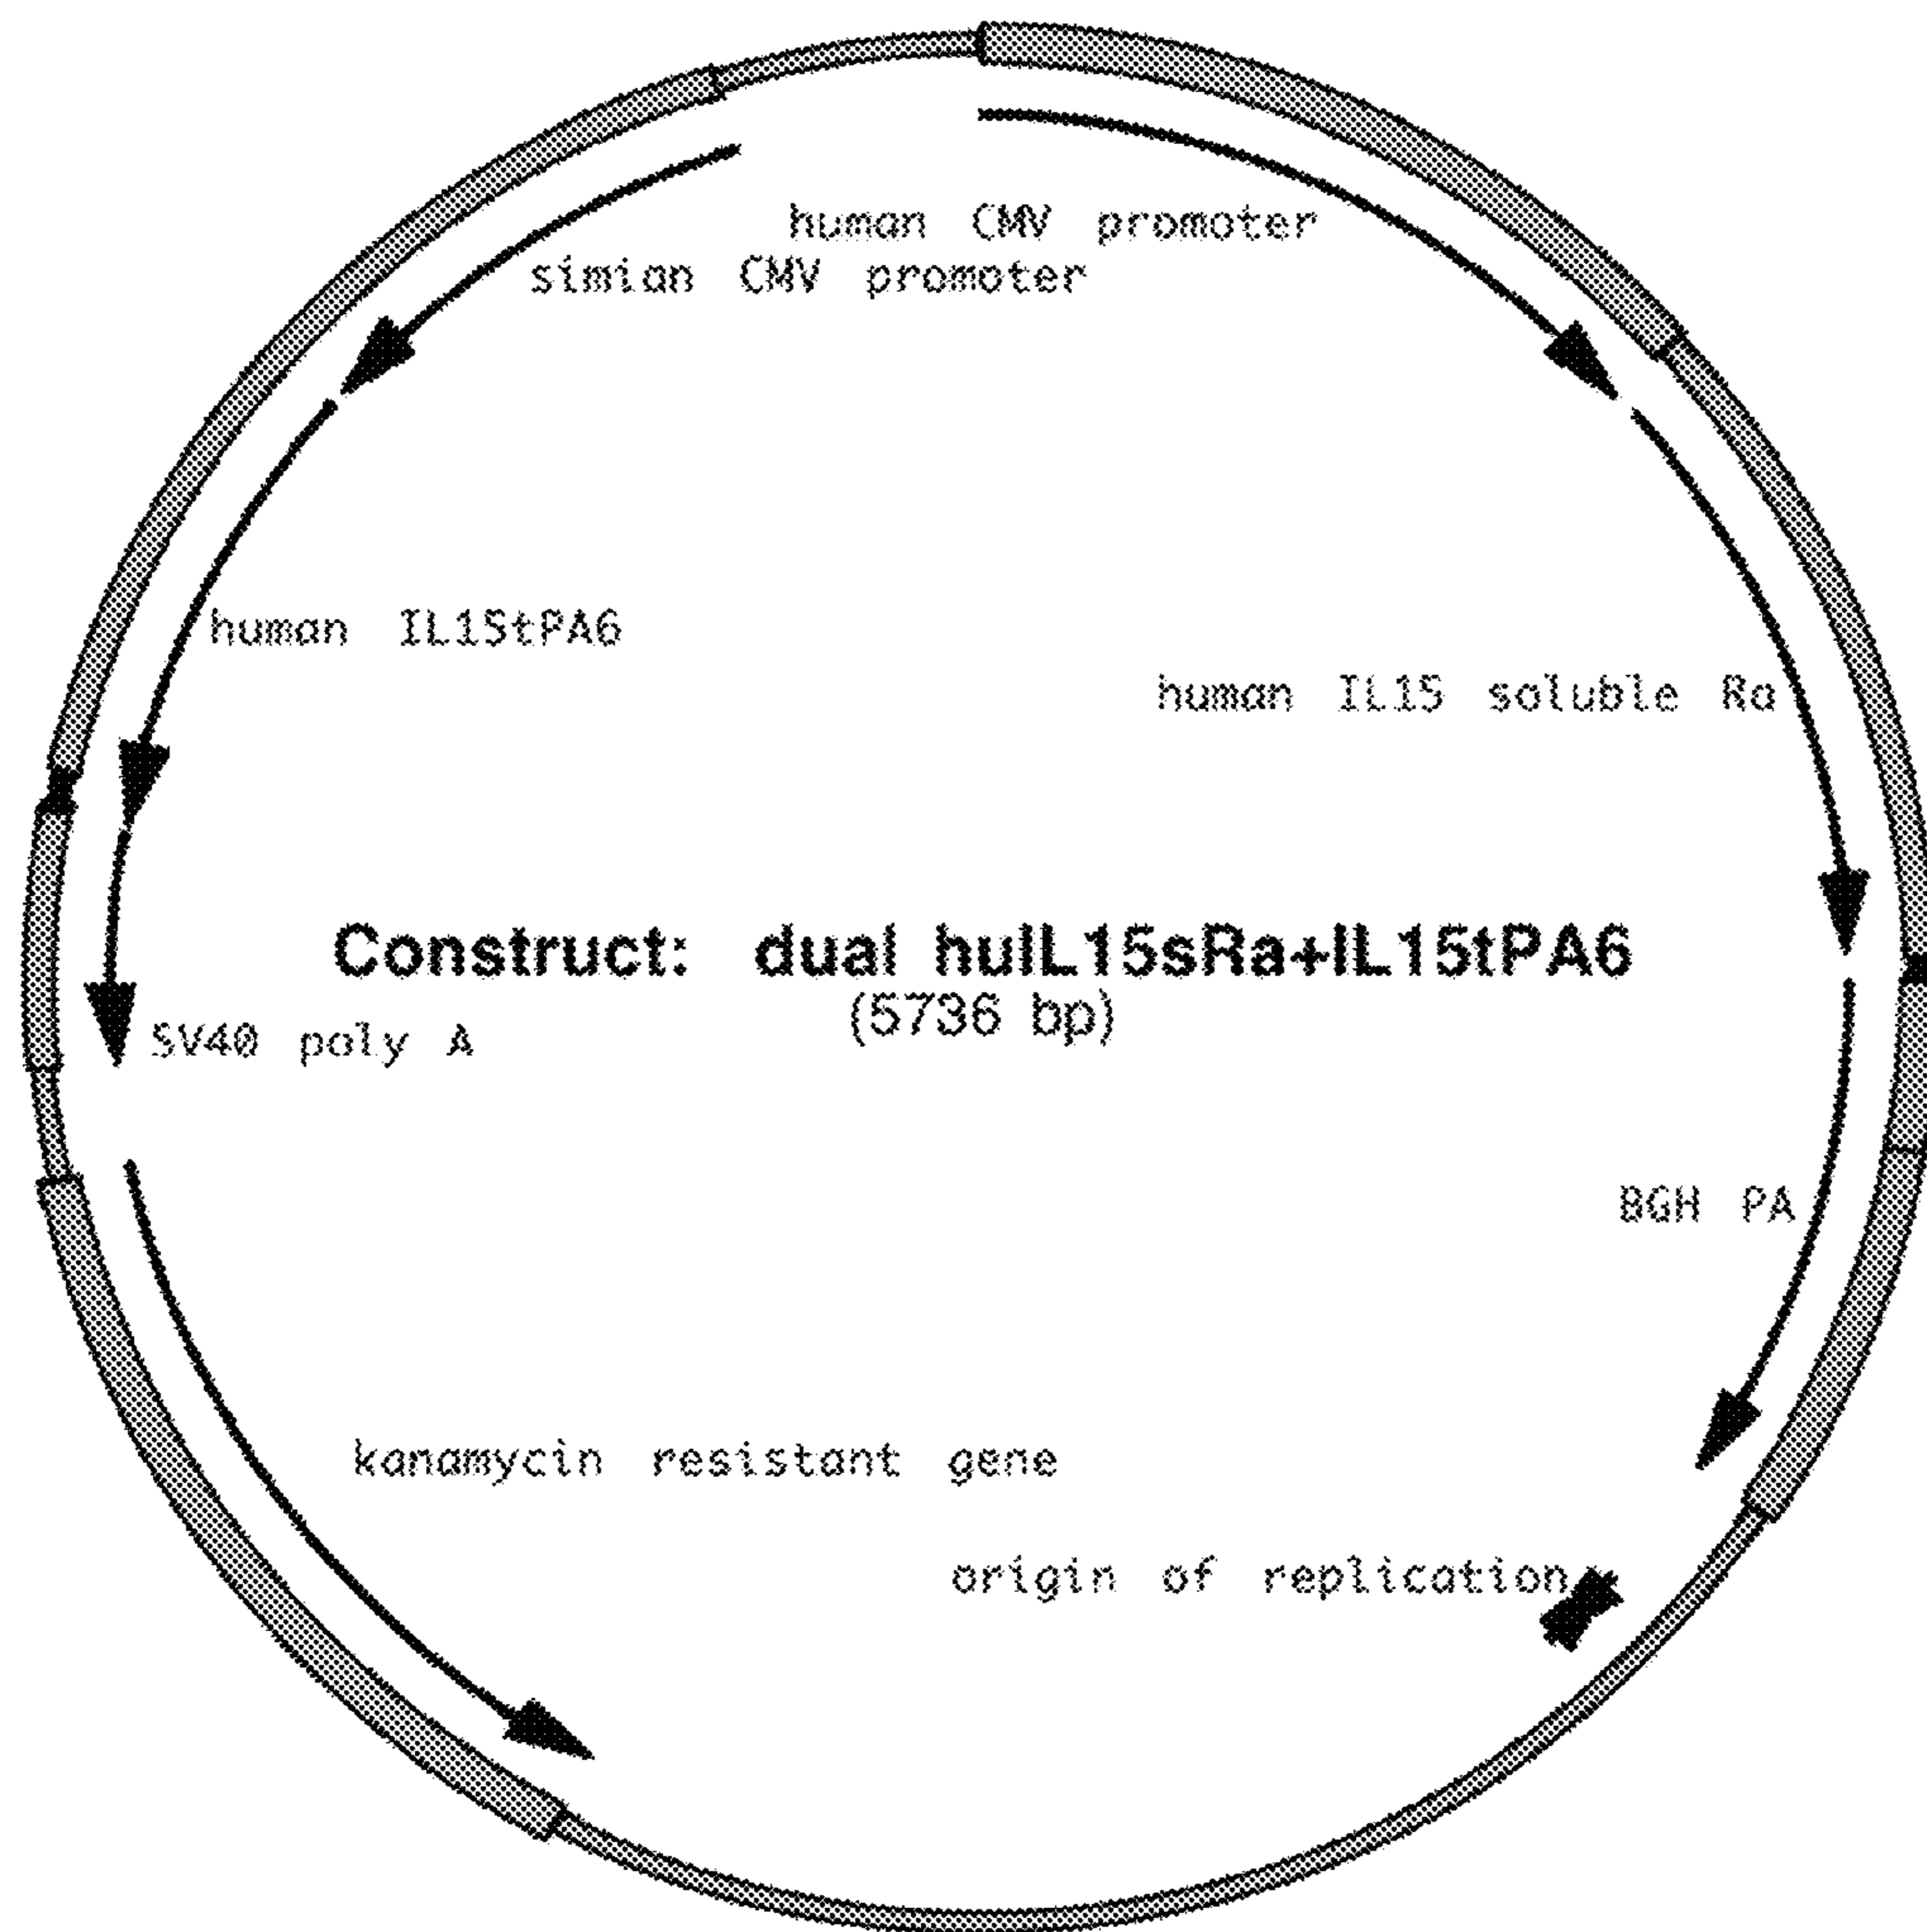 human CMV promoter
simian CMV promoter
human IL15tPA6
human IL15 soluble Ra
Construct: dual huIL15sRa+IL15tPA6
(5736 bp)
SV40 poly A
BGH PA
kanamycin resistant gene
origin of replication